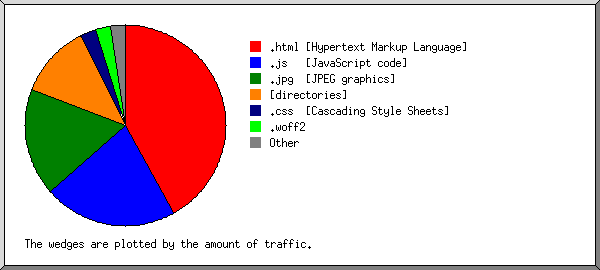 .html [Hypertext Markup Language]
.js [JavaScript code]
.jpg [JPEG graphics]
[directories]
.css [Cascading Style Sheets]
.woff2
Other
The wedges are plotted by the amount of traffic.